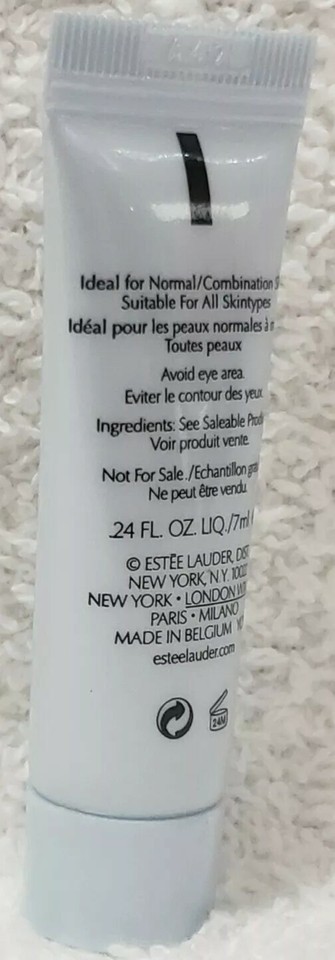 Ideal for Normal/Combination
Suitable For All Skintypes
Idéal pour les peaux normales à
Toutes peaux
Avoid eye area.
Eviter le contour des yeux.
Ingredients: See Saleable
Voir produit vente.
Not For Sale./Echantillon
Ne peut être vendu.
.24 FL. OZ. LIQ./7ml
© ESTĒE LAUDER, DIST
NEW YORK, N.Y.
NEW YORK • LONDON
PARIS • MILANO
MADE IN BELGIUM
esteelauder.com
24M